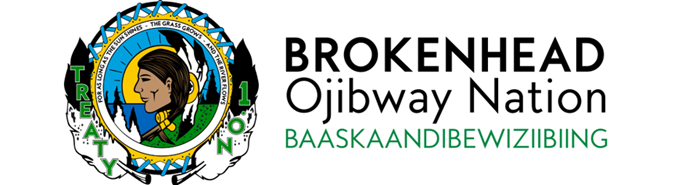 FOR AS LONG AS THE SUN SHINES - THE GRASS GROWS - AND THE RIVER FLOWS
TREATY
NO 1
BROKENHEAD
Ojibway Nation
BAASKAANDIBEWIZIIBIING